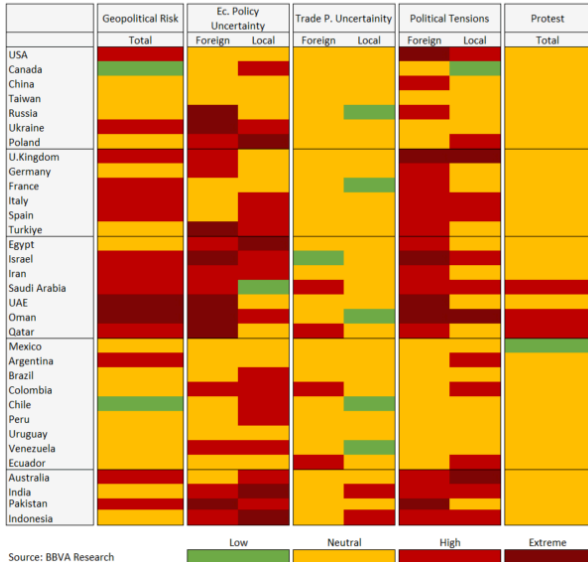 Geopolitical Risk Ec. Policy Uncertainty Trade P. Uncertainity Political Tensions Protest
Total Foreign Local Foreign Local Foreign Local Total
USA
Canada
China
Taiwan
Russia
Ukraine
Poland
U.Kingdom
Germany
France
Italy
Spain
Turkiye
Egypt
Israel
Iran
Saudi Arabia
UAE
Oman
Qatar
Mexico
Argentina
Brazil
Colombia
Chile
Peru
Uruguay
Venezuela
Ecuador
Australia
India
Pakistan
Indonesia
Low Neutral High Extreme
Source: BBVA Research